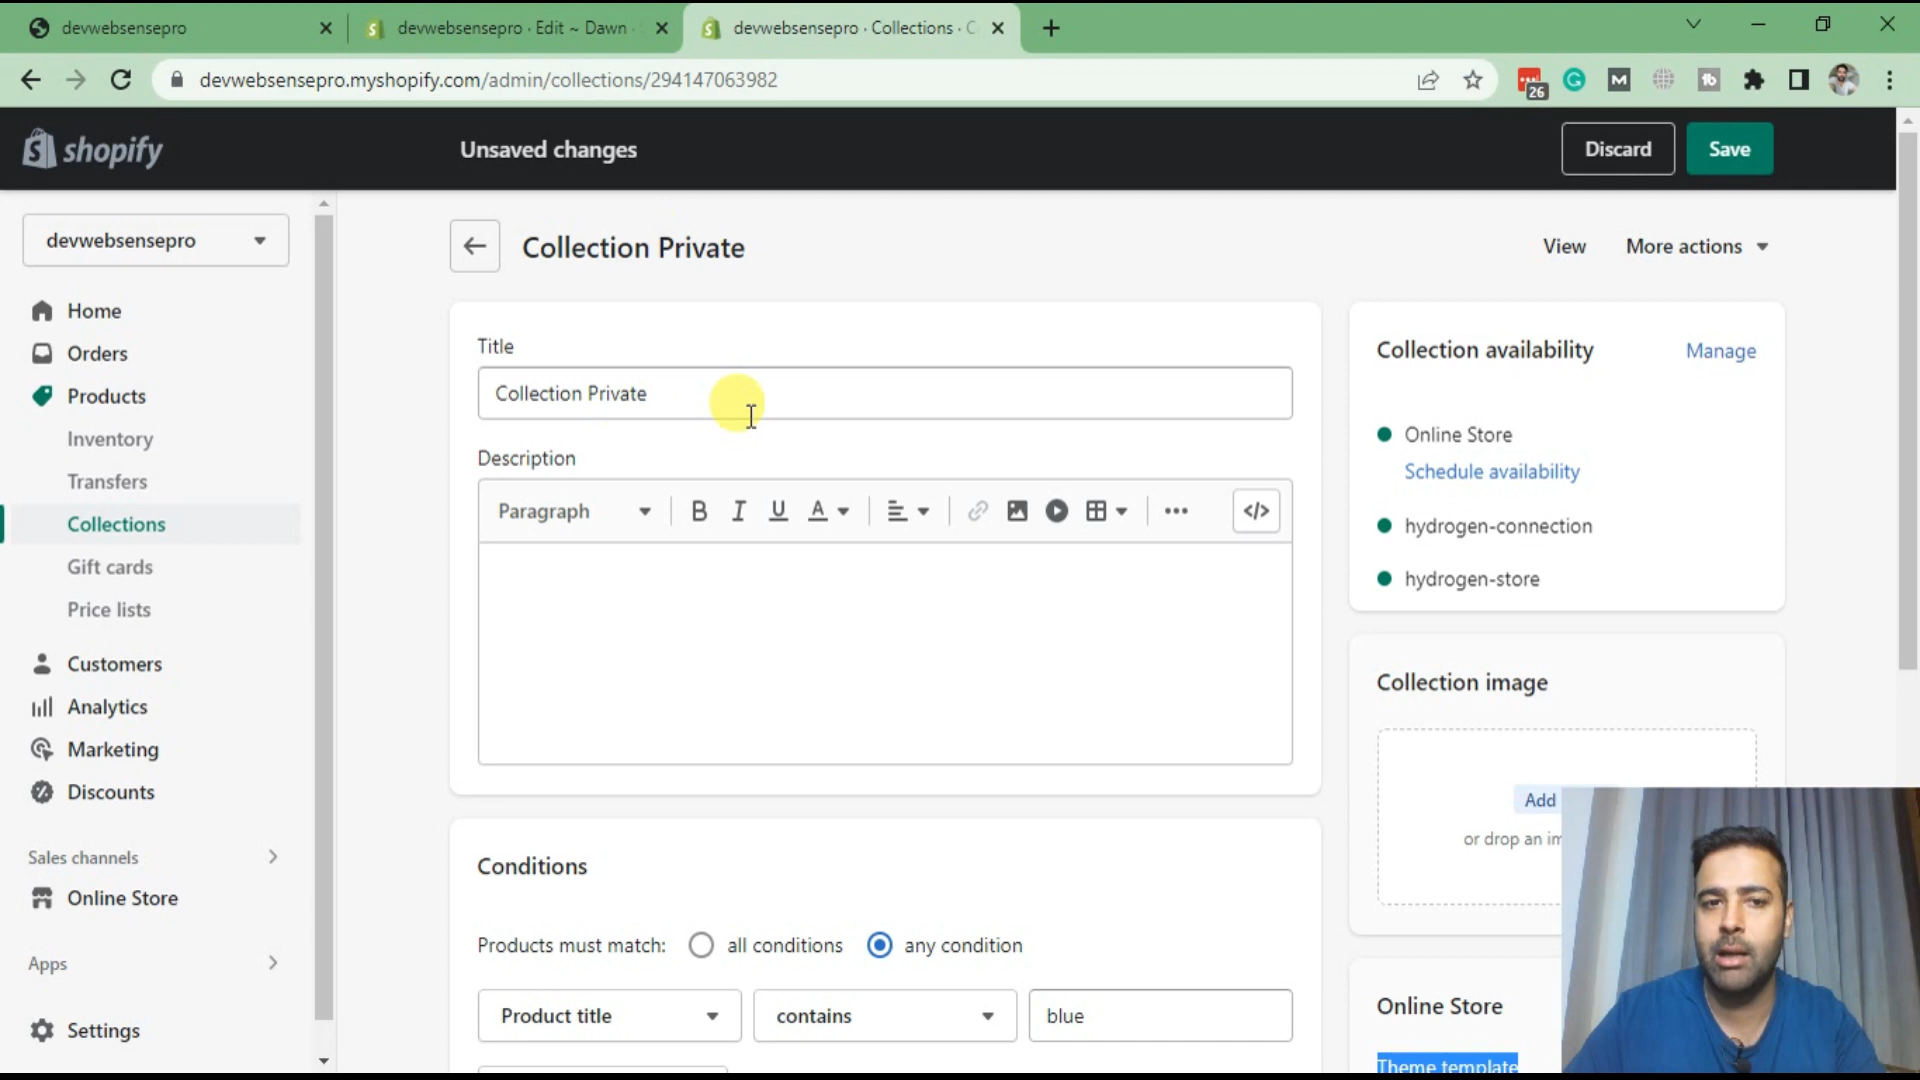 devwebsensepro
devwebsensepro · Edit ~ Dawn ·
devwebsensepro · Collections · C
devwebsensepro.myshopify.com/admin/collections/294147063982
26
shopify
Unsaved changes
Discard
Save
devwebsensepro
Home
Orders
Products
Inventory
Transfers
Collections
Gift cards
Price lists
Customers
Analytics
Marketing
Discounts
Sales channels
Online Store
Apps
Settings
Collection Private
View
More actions
Title
Collection Private
Description
Paragraph
B I U A
</>
Conditions
Products must match:
all conditions
any condition
Product title
contains
blue
Collection availability
Manage
Online Store
Schedule availability
hydrogen-connection
hydrogen-store
Collection image
Add
or drop an im
Online Store
Theme template